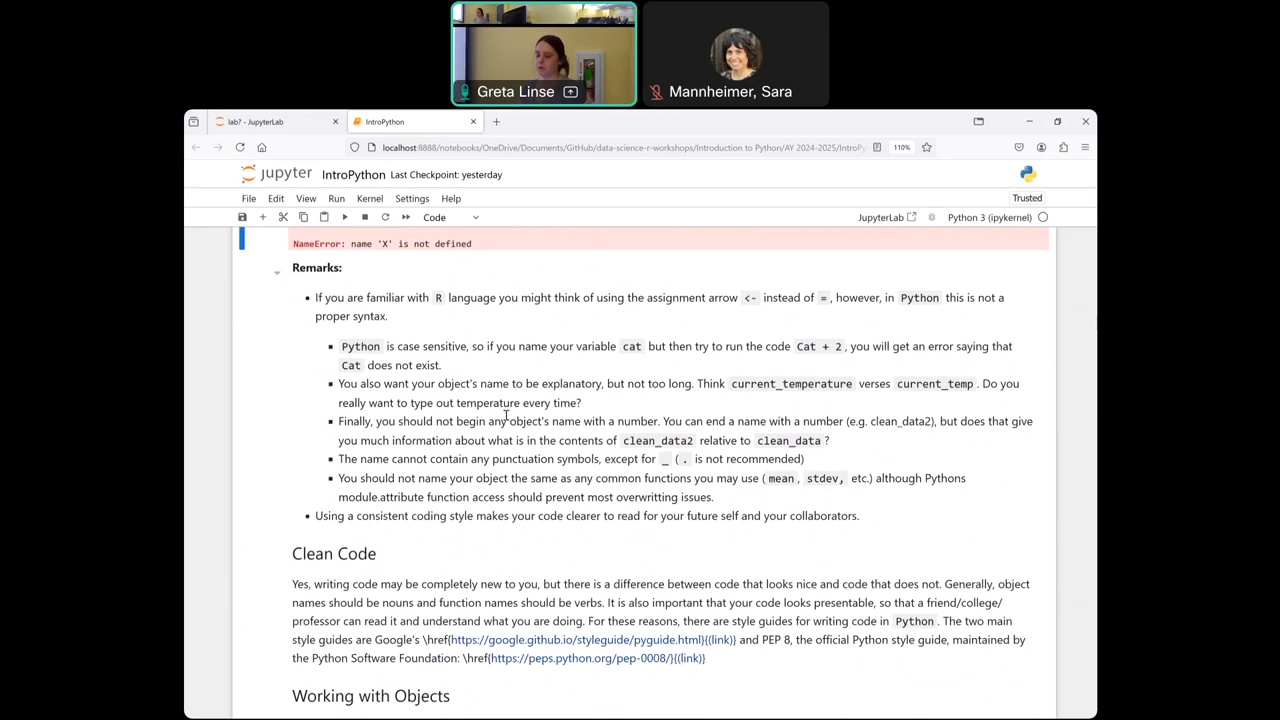 Greta Linse
Mannheimer, Sara
lab? - JupyterLab
IntroPython
localhost:8888/notebooks/OneDrive/Documents/GitHub/data-science-r-workshops/Introduction to Python/AY 2024-2025/IntroPy
110%
jupyter IntroPython Last Checkpoint: yesterday
File Edit View Run Kernel Settings Help
Trusted
Code
JupyterLab
Python 3 (ipykernel)
NameError: name 'X' is not defined
Remarks:
• If you are familiar with R language you might think of using the assignment arrow <- instead of =, however, in Python this is not a
proper syntax.
▪ Python is case sensitive, so if you name your variable cat but then try to run the code Cat + 2, you will get an error saying that
Cat does not exist.
▪ You also want your object's name to be explanatory, but not too long. Think current_temperature verses current_temp. Do you
really want to type out temperature every time?
▪ Finally, you should not begin any object's name with a number. You can end a name with a number (e.g. clean_data2), but does that give
you much information about what is in the contents of clean_data2 relative to clean_data?
▪ The name cannot contain any punctuation symbols, except for _ (. is not recommended)
▪ You should not name your object the same as any common functions you may use (mean, stdev, etc.) although Pythons
module.attribute function access should prevent most overwritting issues.
• Using a consistent coding style makes your code clearer to read for your future self and your collaborators.
Clean Code
Yes, writing code may be completely new to you, but there is a difference between code that looks nice and code that does not. Generally, object
names should be nouns and function names should be verbs. It is also important that your code looks presentable, so that a friend/college/
professor can read it and understand what you are doing. For these reasons, there are style guides for writing code in Python. The two main
style guides are Google's \href{https://google.github.io/styleguide/pyguide.html}{(link)} and PEP 8, the official Python style guide, maintained by
the Python Software Foundation: \href{https://peps.python.org/pep-0008/}{(link)}
Working with Objects